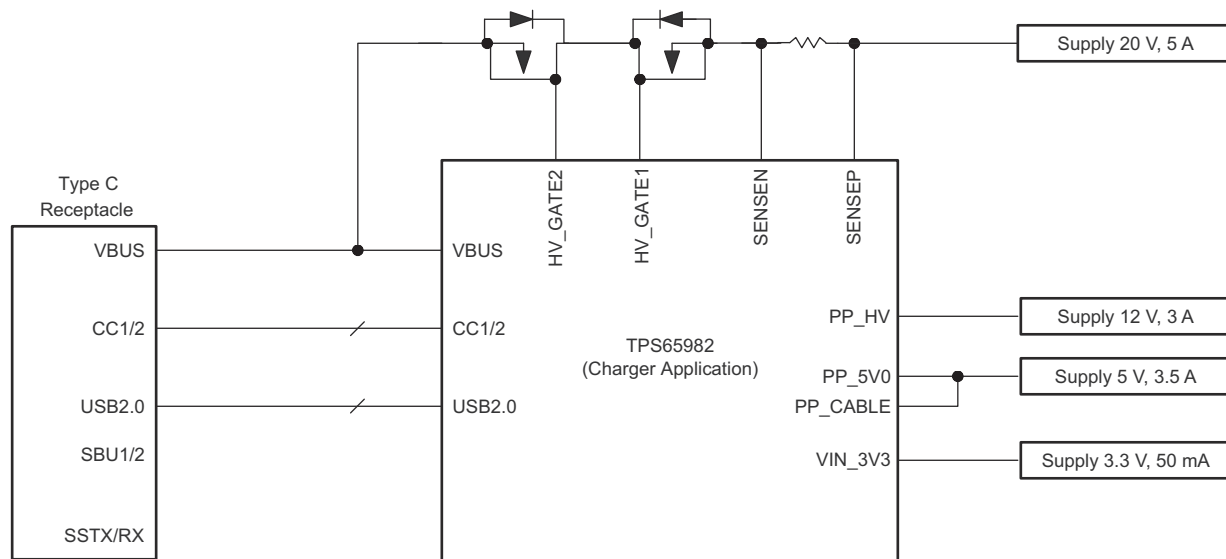 Supply 20 V, 5 A
HV_GATE2
HV_GATE1
SENSEN
SENSEP
Type C
Receptacle
VBUS
VBUS
CC1/2
CC1/2
USB2.0
USB2.0
SBU1/2
SSTX/RX
TPS65982
(Charger Application)
PP_HV
Supply 12 V, 3 A
PP_5V0
Supply 5 V, 3.5 A
PP_CABLE
VIN_3V3
Supply 3.3 V, 50 mA